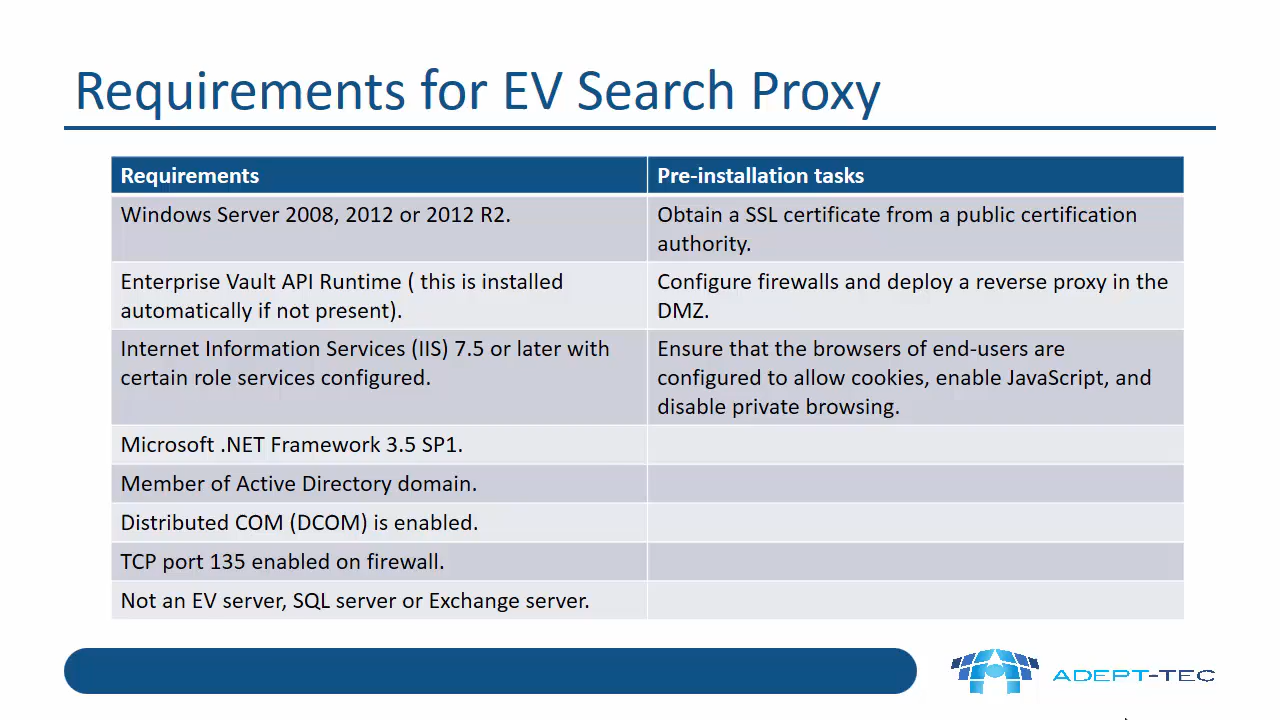 Requirements for EV Search Proxy
Requirements
Pre-installation tasks
Windows Server 2008, 2012 or 2012 R2.
Obtain a SSL certificate from a public certification
authority.
Enterprise Vault API Runtime ( this is installed
automatically if not present).
Configure firewalls and deploy a reverse proxy in the
DMZ.
Internet Information Services (IIS) 7.5 or later with
certain role services configured.
Ensure that the browsers of end-users are
configured to allow cookies, enable JavaScript, and
disable private browsing.
Microsoft .NET Framework 3.5 SP1.
Member of Active Directory domain.
Distributed COM (DCOM) is enabled.
TCP port 135 enabled on firewall.
Not an EV server, SQL server or Exchange server.
ADEPT-TEC